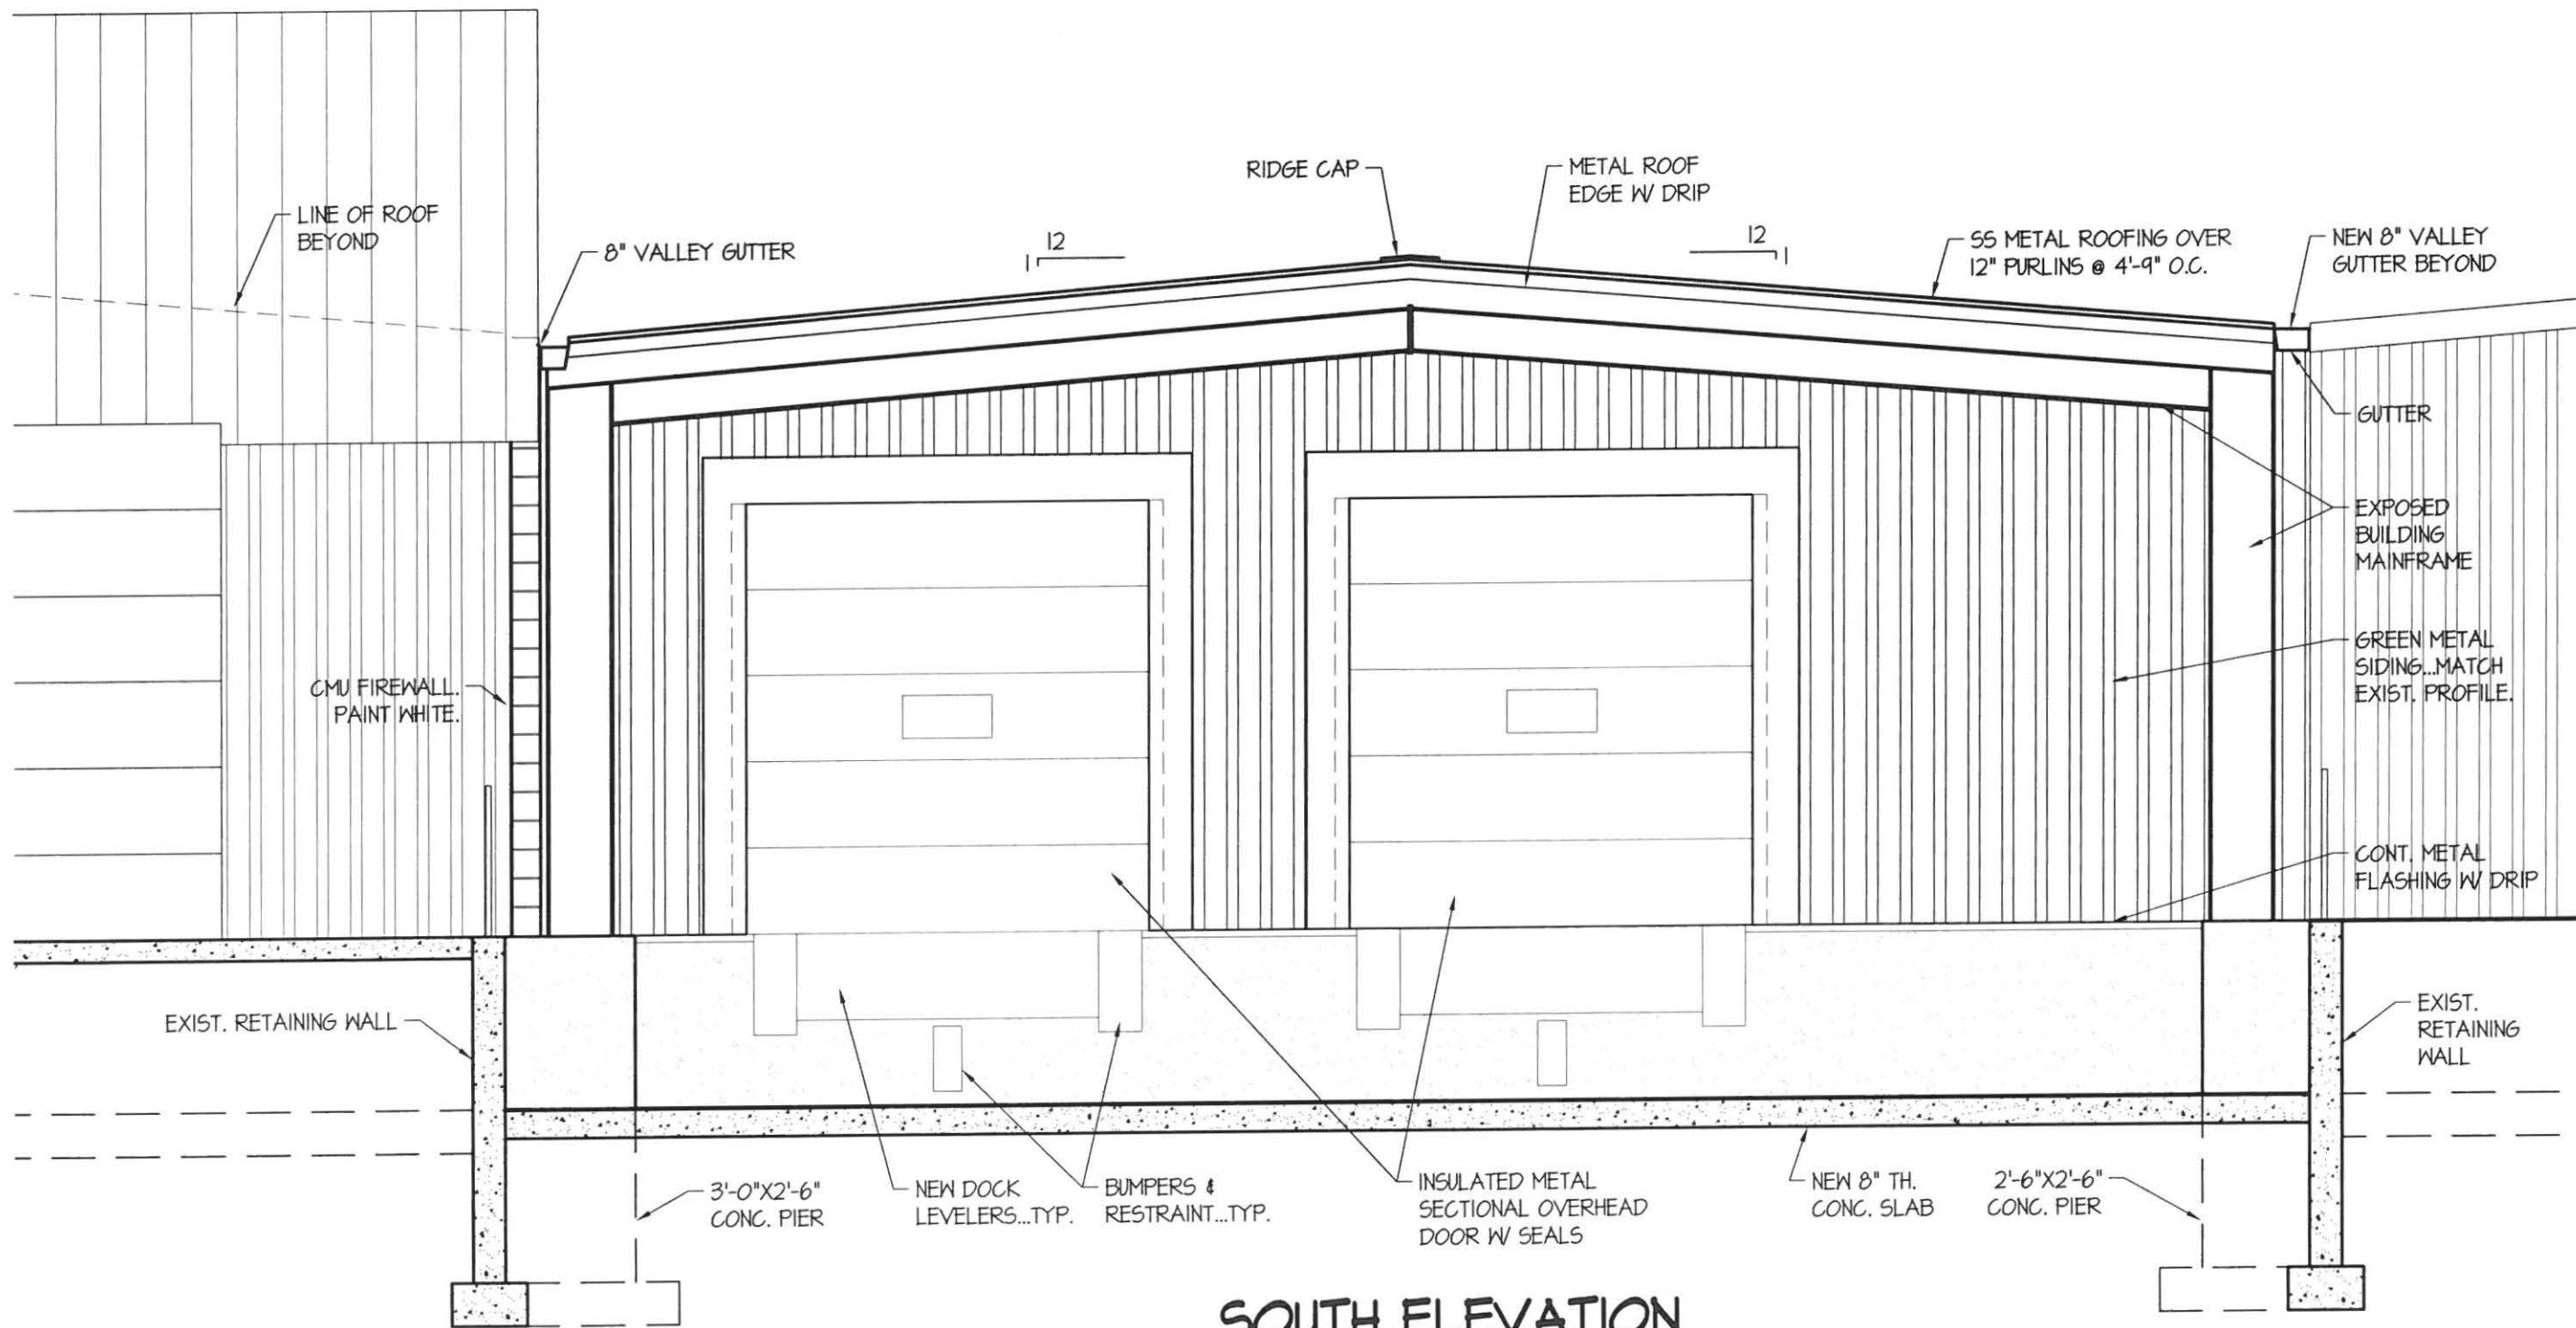 RIDGE CAP
METAL ROOF
EDGE W/ DRIP
LINE OF ROOF
BEYOND
8" VALLEY GUTTER
12
1
12
1
SS METAL ROOFING OVER
12" PURLINS @ 4'-9" O.C.
NEW 8" VALLEY
GUTTER BEYOND
GUTTER
EXPOSED
BUILDING
MAINFRAME
GREEN METAL
SIDING...MATCH
EXIST. PROFILE.
CMU FIREWALL.
PAINT WHITE.
CONT. METAL
FLASHING W/ DRIP
EXIST. RETAINING WALL
EXIST.
RETAINING
WALL
3'-0"X2'-6"
CONC. PIER
NEW DOCK
LEVELERS...TYP.
BUMPERS &
RESTRAINT...TYP.
INSULATED METAL
SECTIONAL OVERHEAD
DOOR W/ SEALS
NEW 8" TH.
CONC. SLAB
2'-6"X2'-6"
CONC. PIER
SOUTH ELEVATION